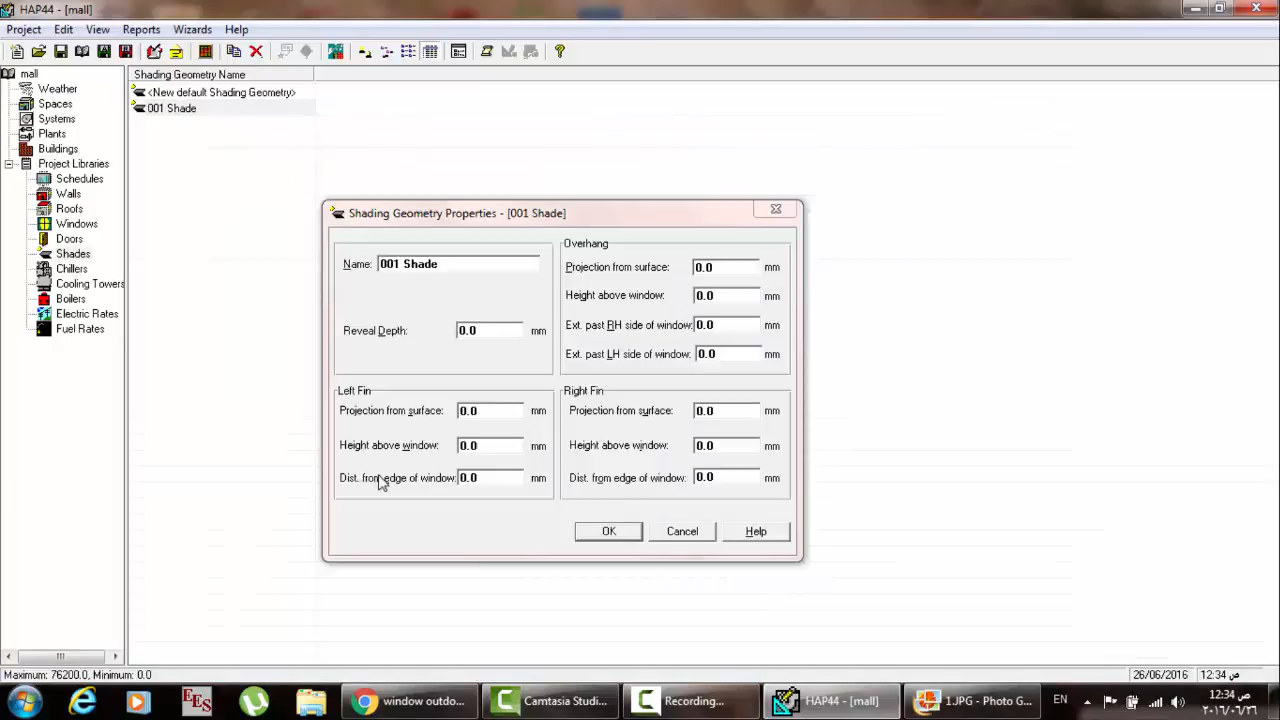 HAP44 - [mall]
Project Edit View Reports Wizards Help
mall
Weather
Spaces
Systems
Plants
Buildings
Project Libraries
Schedules
Walls
Roofs
Windows
Doors
Shades
Chillers
Cooling Towers
Boilers
Electric Rates
Fuel Rates
Shading Geometry Name
<New default Shading Geometry>
001 Shade
Shading Geometry Properties - [001 Shade]
Name: 001 Shade
Reveal Depth: 0.0 mm
Overhang
Projection from surface: 0.0 mm
Height above window: 0.0 mm
Ext. past RH side of window: 0.0 mm
Ext. past LH side of window: 0.0 mm
Left Fin
Projection from surface: 0.0 mm
Height above window: 0.0 mm
Dist. from edge of window: 0.0 mm
Right Fin
Projection from surface: 0.0 mm
Height above window: 0.0 mm
Dist. from edge of window: 0.0 mm
OK Cancel Help
Maximum: 76200.0, Minimum: 0.0
26/06/2016 12:34 ص
EES
window outdo...
Camtasia Studi...
Recording...
HAP44 - [mall]
1.JPG - Photo G...
EN
12:34 ص
٢٠١٦/٠٦/٢٦